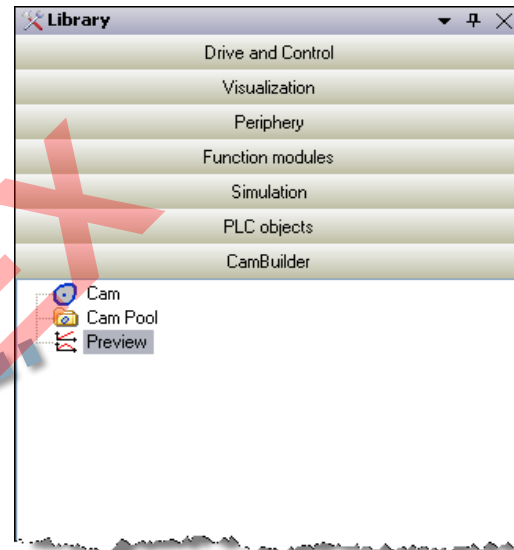 Library
Drive and Control
Visualization
Periphery
Function modules
Simulation
PLC objects
CamBuilder
Cam
Cam Pool
Preview